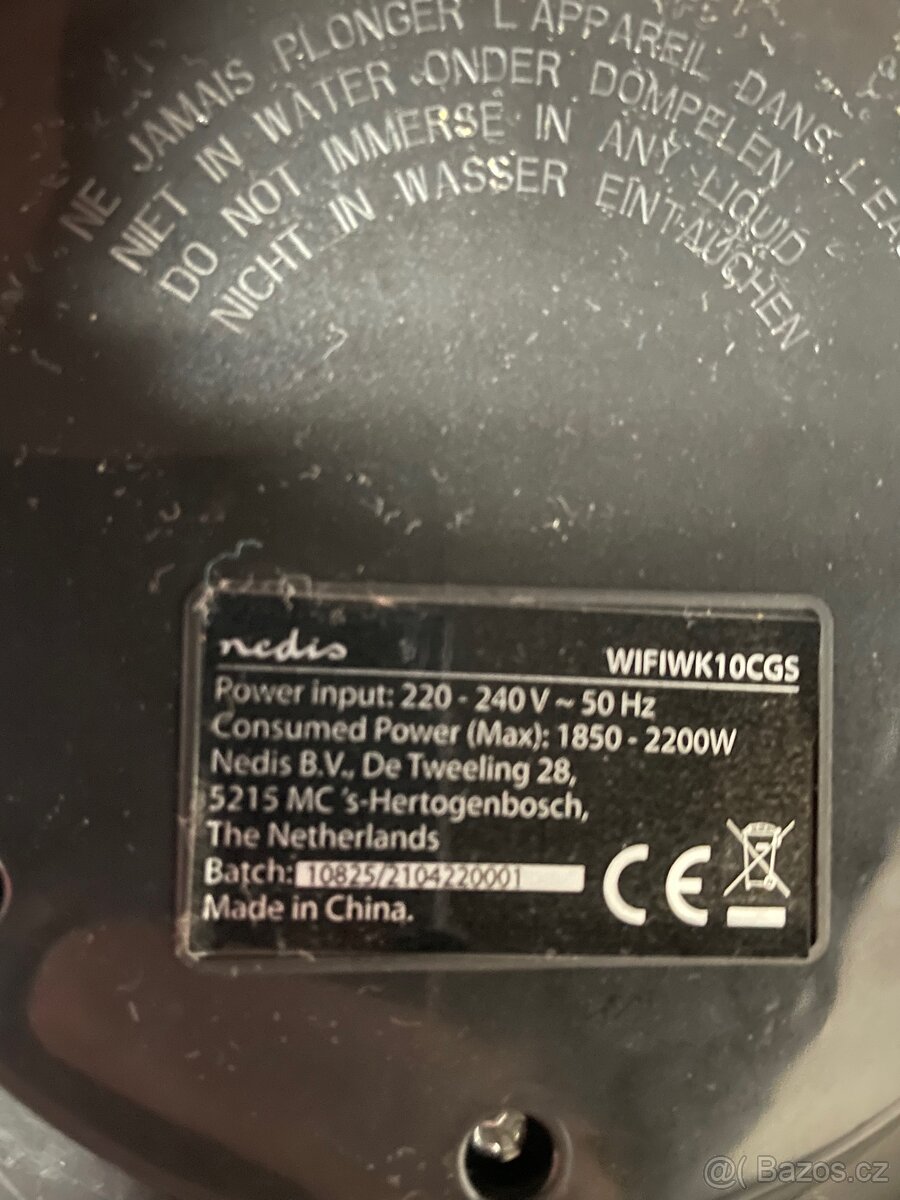 NE JAMAIS PLONGER L'APPAREIL DANS L'EAU
NIET IN WATER ONDER DOMPELEN
DO NOT IMMERSE IN ANY LIQUID
NICHT IN WASSER EINTAUCHEN
nedis
WIFIWK10CGS
Power input: 220 - 240 V ~ 50 Hz
Consumed Power (Max): 1850 - 2200W
Nedis B.V., De Tweeling 28,
5215 MC 's-Hertogenbosch,
The Netherlands
Batch: 10825/2104220001
Made in China.
CE
@( Bazos.cz